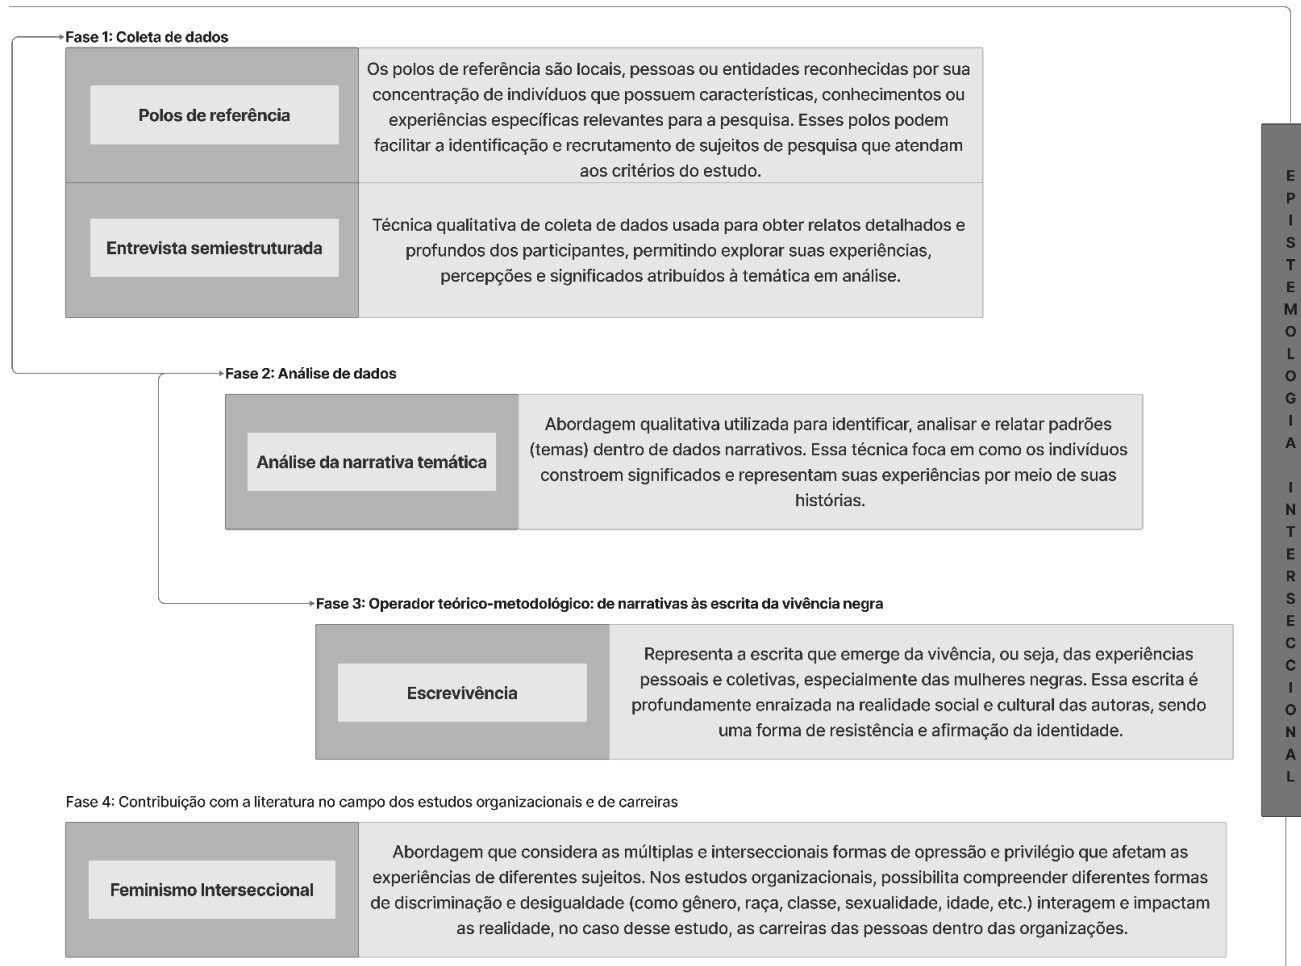 Fase 1: Coleta de dados
Polos de referência
Os polos de referência são locais, pessoas ou entidades reconhecidas por sua
concentração de indivíduos que possuem características, conhecimentos ou
experiências específicas relevantes para a pesquisa. Esses polos podem
facilitar a identificação e recrutamento de sujeitos de pesquisa que atendam
aos critérios do estudo.
Entrevista semiestruturada
Técnica qualitativa de coleta de dados usada para obter relatos detalhados e
profundos dos participantes, permitindo explorar suas experiências,
percepções e significados atribuídos à temática em análise.
Fase 2: Análise de dados
Análise da narrativa temática
Abordagem qualitativa utilizada para identificar, analisar e relatar padrões
(temas) dentro de dados narrativos. Essa técnica foca em como os indivíduos
constroem significados e representam suas experiências por meio de suas
histórias.
Fase 3: Operador teórico-metodológico: de narrativas às escrita da vivência negra
Escrevivência
Representa a escrita que emerge da vivência, ou seja, das experiências
pessoais e coletivas, especialmente das mulheres negras. Essa escrita é
profundamente enraizada na realidade social e cultural das autoras, sendo
uma forma de resistência e afirmação da identidade.
Fase 4: Contribuição com a literatura no campo dos estudos organizacionais e de carreiras
Feminismo Interseccional
Abordagem que considera as múltiplas e interseccionais formas de opressão e privilégio que afetam as
experiências de diferentes sujeitos. Nos estudos organizacionais, possibilita compreender diferentes formas
de discriminação e desigualdade (como gênero, raça, classe, sexualidade, idade, etc.) interagem e impactam
as realidade, no caso desse estudo, as carreiras das pessoas dentro das organizações.
EPISTEMOLOGIA INTERSECCIONAL